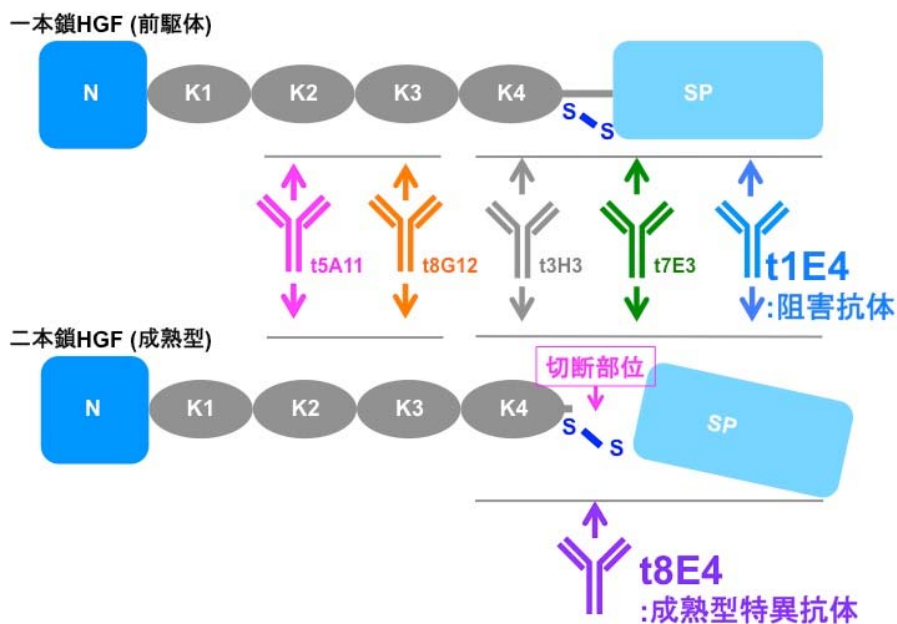 一本鎖HGF (前駆体)
N K1 K2 K3 K4 SP
S S
t5A11 t8G12 t3H3 t7E3 t1E4
:阻害抗体
二本鎖HGF (成熟型)
切断部位
N K1 K2 K3 K4 SP
S S
t8E4
:成熟型特異抗体